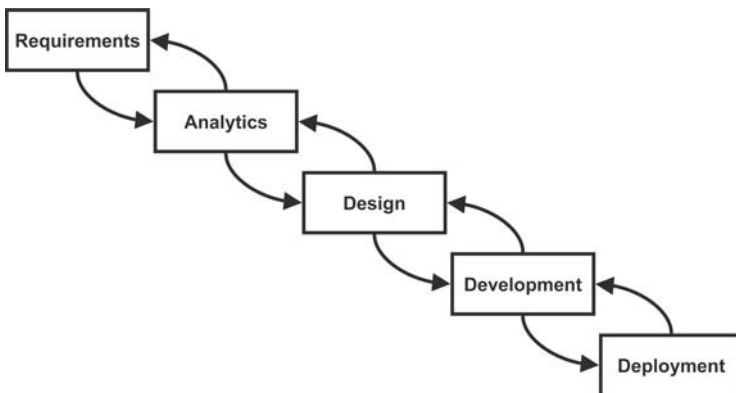 Requirements
Analytics
Design
Development
Deployment